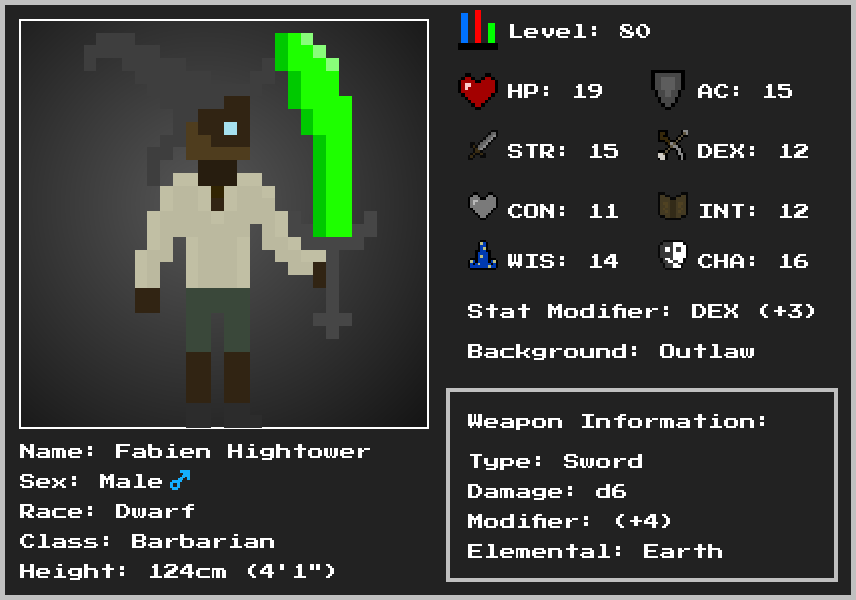 Level: 80
HP: 19 AC: 15
STR: 15 DEX: 12
CON: 11 INT: 12
WIS: 14 CHA: 16
Stat Modifier: DEX (+3)
Background: Outlaw
Weapon Information:
Type: Sword
Damage: d6
Modifier: (+4)
Elemental: Earth
Name: Fabien Hightower
Sex: Male ♂
Race: Dwarf
Class: Barbarian
Height: 124cm (4'1")